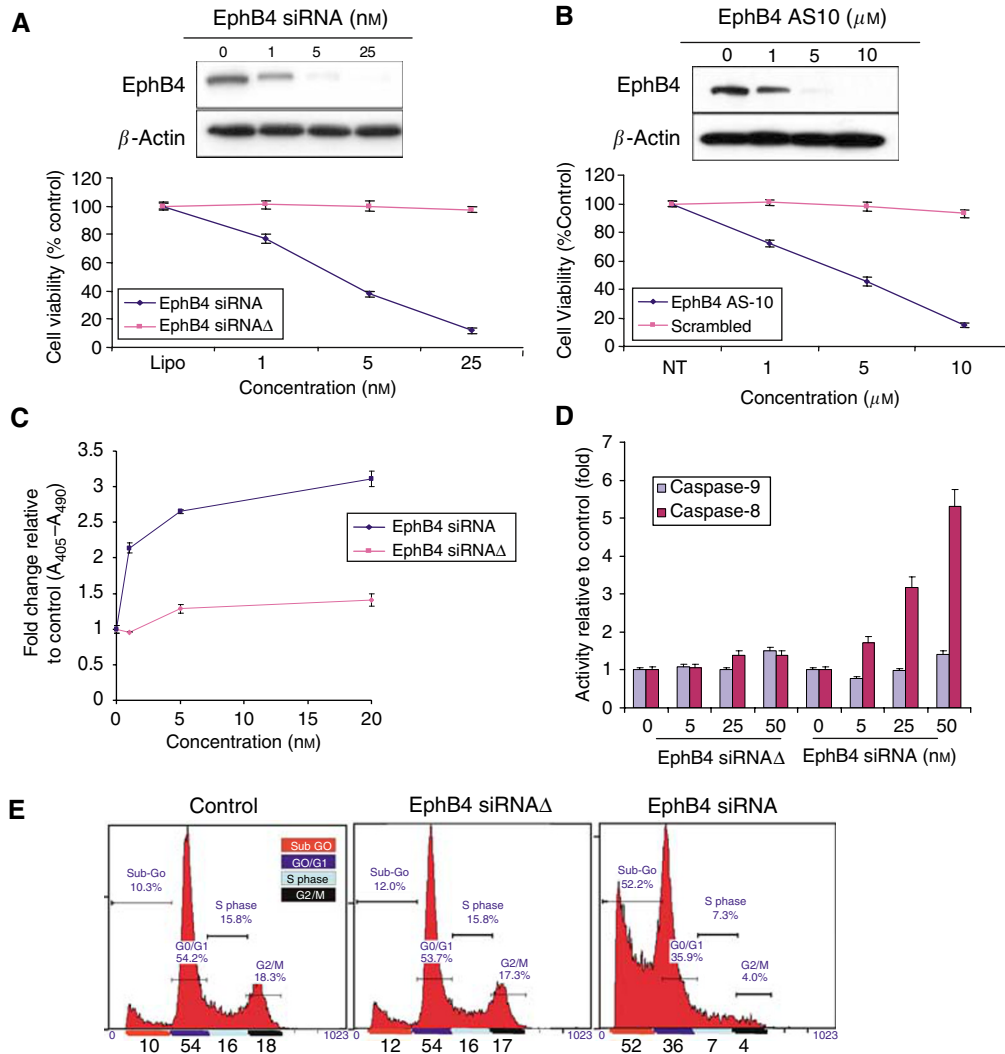 A
EphB4 siRNA (nM)
0 1 5 25
EphB4
β-Actin
Cell viability (% control)
120
100
80
60
40
20
0
EphB4 siRNA
EphB4 siRNAΔ
Lipo 1 5 25
Concentration (nM)
B
EphB4 AS10 (μM)
0 1 5 10
EphB4
β-Actin
Cell Viability (%Control)
120
100
80
60
40
20
0
EphB4 AS-10
Scrambled
NT 1 5 10
Concentration (μM)
C
Fold change relative
to control (A405–A490)
3.5
3
2.5
2
1.5
1
0.5
0
EphB4 siRNA
EphB4 siRNAΔ
0 5 10 15 20
Concentration (nM)
D
Activity relative to control (fold)
7
6
5
4
3
2
1
0
Caspase-9
Caspase-8
0 5 25 50 0 5 25 50
EphB4 siRNAΔ EphB4 siRNA (nM)
E
Control
Sub GO
GO/G1
S phase
G2/M
Sub-Go
10.3%
S phase
15.8%
G0/G1
54.2%
G2/M
18.3%
0 1023
10 54 16 18
EphB4 siRNAΔ
Sub-Go
12.0%
S phase
15.8%
G0/G1
53.7%
G2/M
17.3%
0 1023
12 54 16 17
EphB4 siRNA
Sub-Go
52.2%
S phase
7.3%
G0/G1
35.9%
G2/M
4.0%
0 1023
52 36 7 4